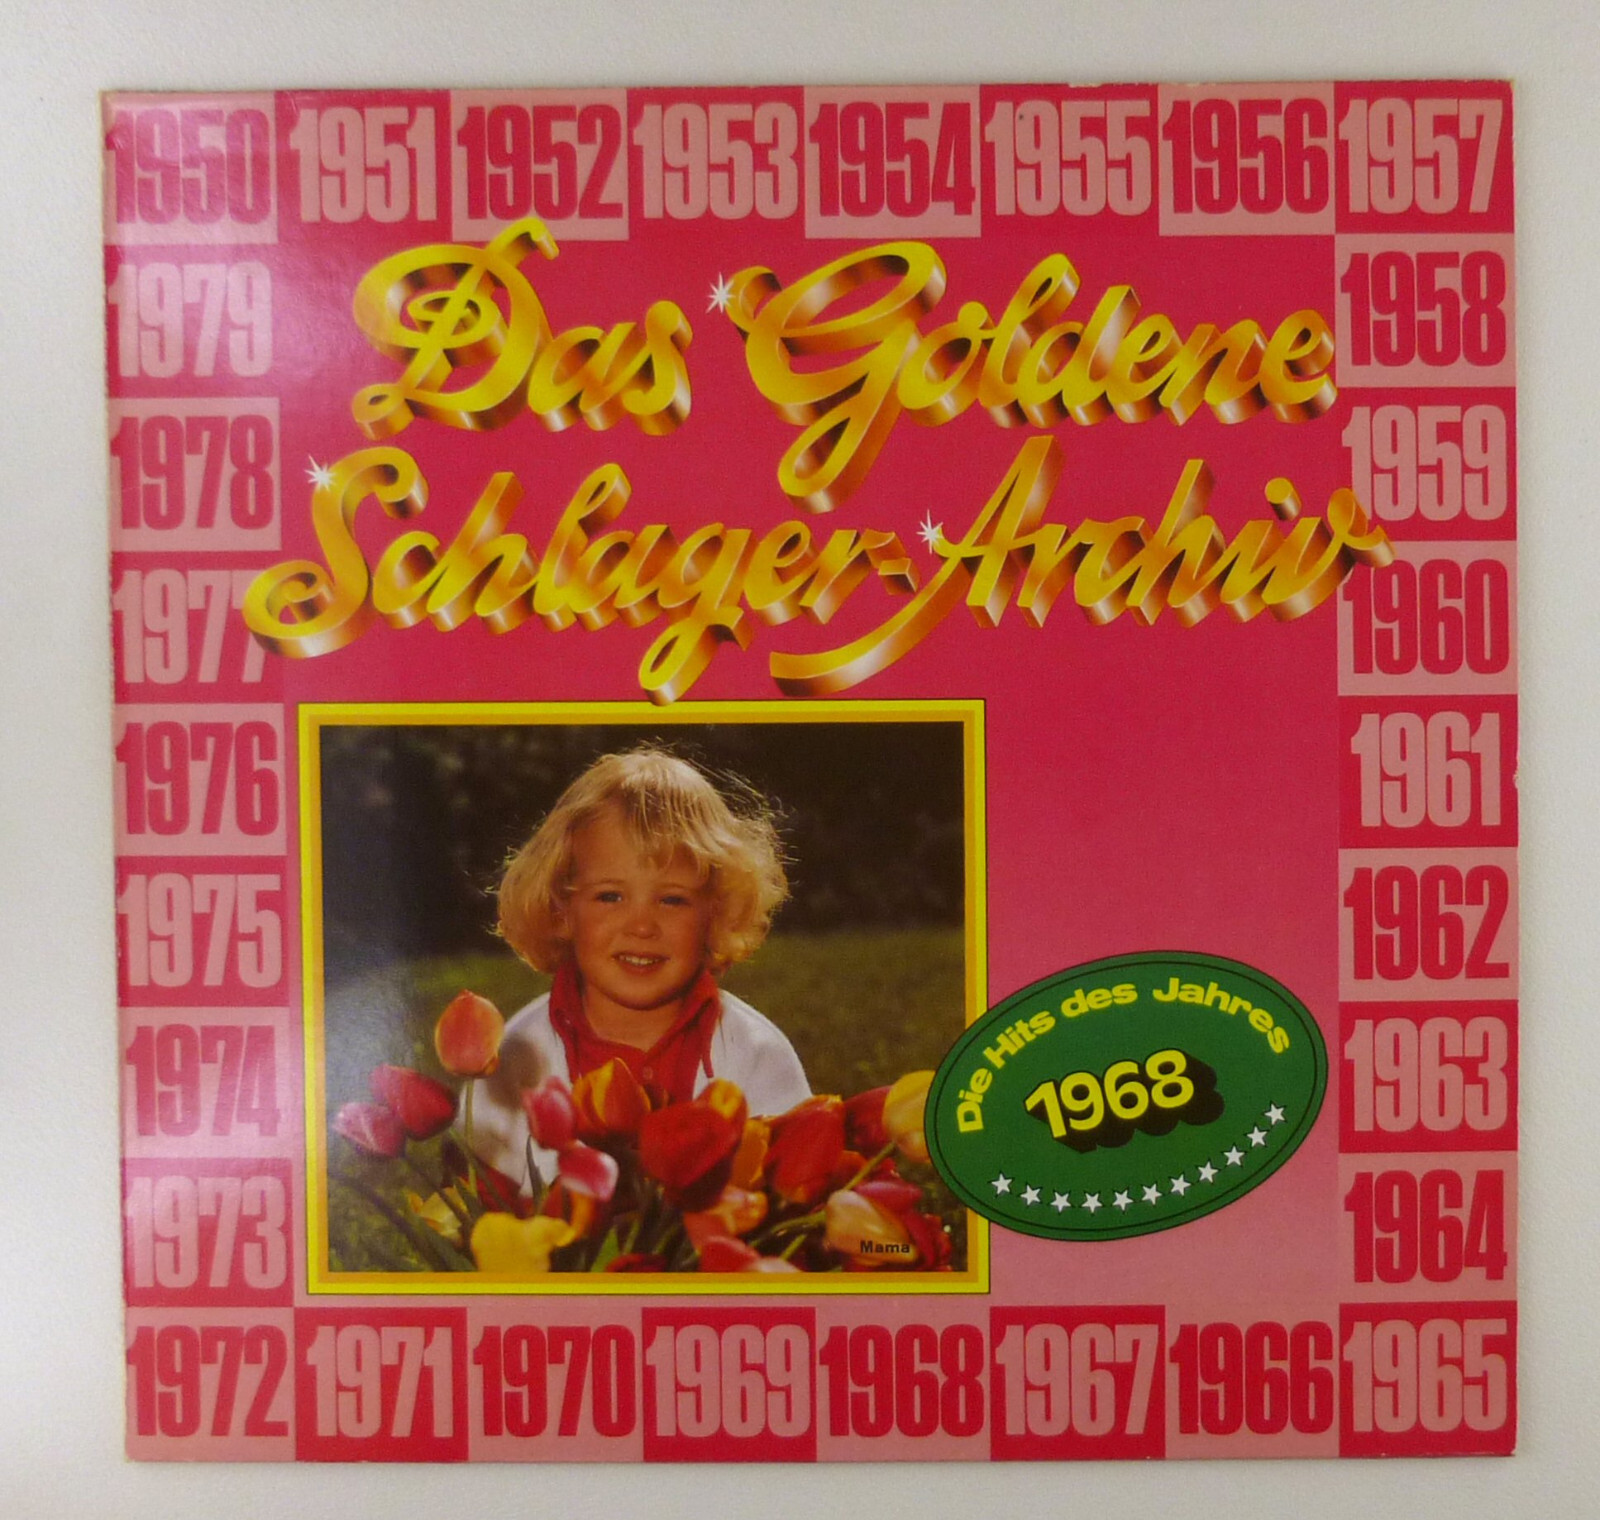 1950 1951 1952 1953 1954 1955 1956 1957
1979
1958
Das Goldene
1978
1959
Schlager-Archiv
1977
1960
1976
1961
1975
1962
Die Hits des Jahres
1968
1974
1963
1973
1964
Mama
1972 1971 1970 1969 1968 1967 1966 1965